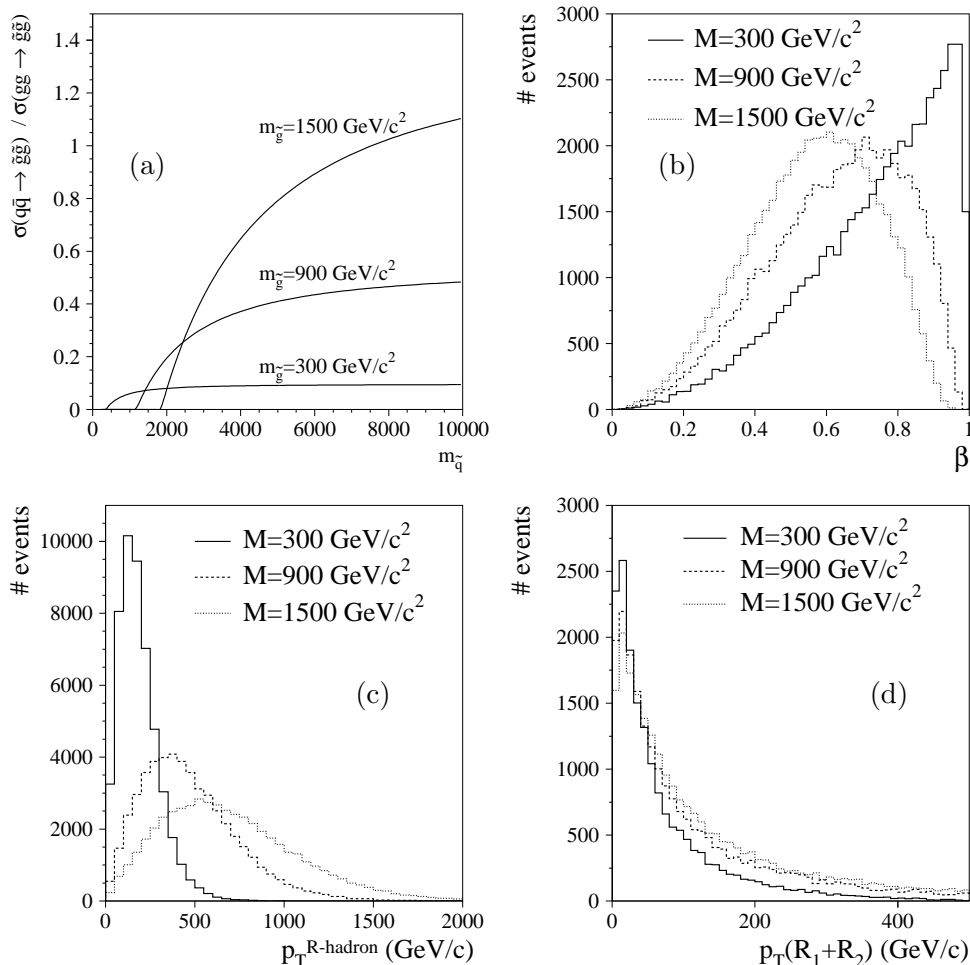 σ(qq̄ → g̃g̃) / σ(gg → g̃g̃)
1.4
1.2
1
0.8
0.6
0.4
0.2
0
m_g̃=1500 GeV/c²
(a)
m_g̃=900 GeV/c²
m_g̃=300 GeV/c²
0 2000 4000 6000 8000 10000
m_q̃
# events
3000
2500
2000
1500
1000
500
0
M=300 GeV/c²
M=900 GeV/c²
M=1500 GeV/c²
(b)
0 0.2 0.4 0.6 0.8 1
β
# events
10000
8000
6000
4000
2000
0
M=300 GeV/c²
M=900 GeV/c²
M=1500 GeV/c²
(c)
0 500 1000 1500 2000
p_T^R-hadron (GeV/c)
# events
3000
2500
2000
1500
1000
500
0
M=300 GeV/c²
M=900 GeV/c²
M=1500 GeV/c²
(d)
0 200 400
p_T(R₁+R₂) (GeV/c)